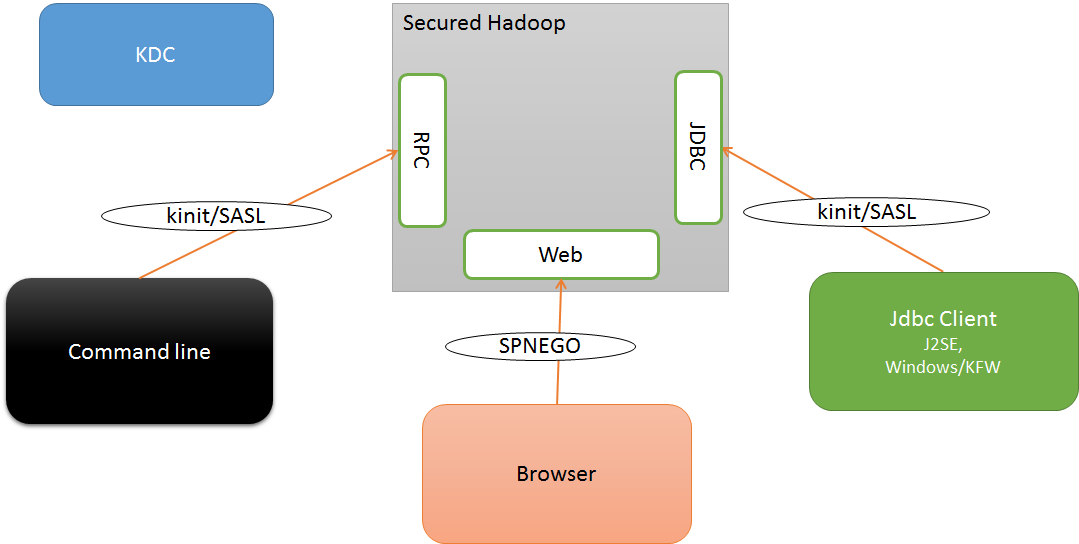 KDC
Secured Hadoop
RPC
JDBC
kinit/SASL
kinit/SASL
Web
Command line
SPNEGO
Jdbc Client
J2SE,
Windows/KFW
Browser